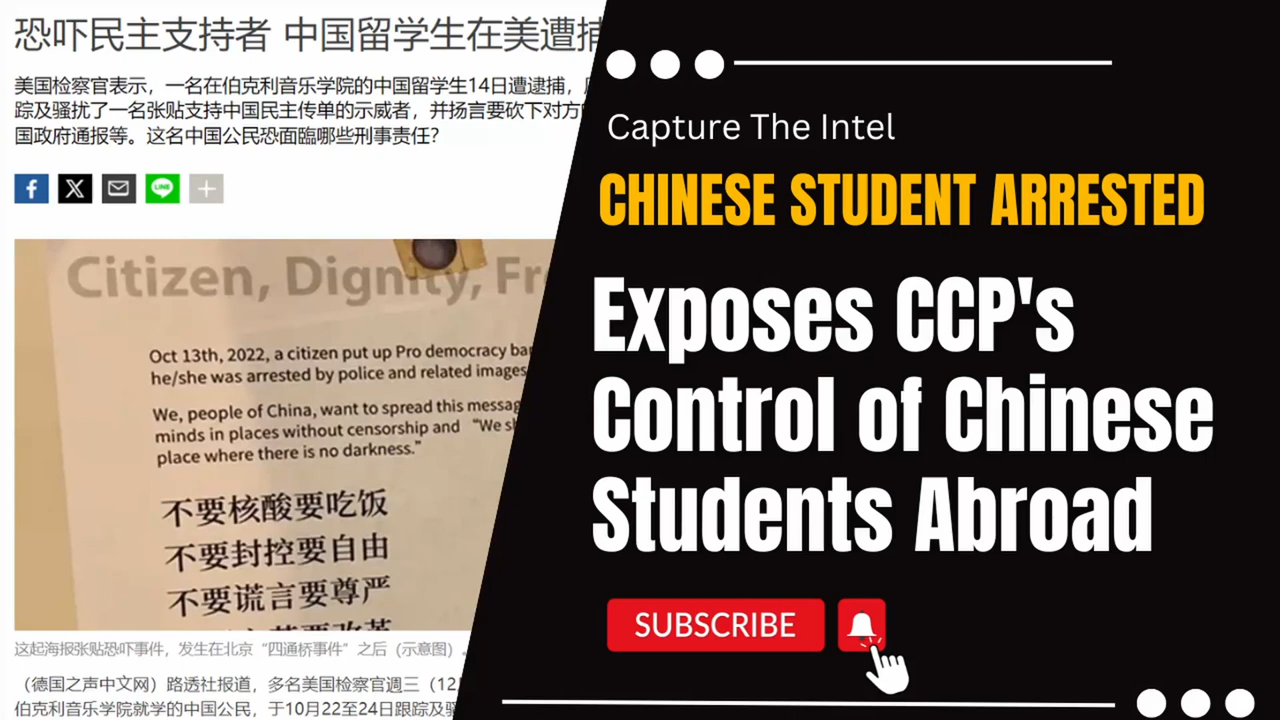 恐吓民主支持者 中国留学生在美遭
美国检察官表示，一名在伯克利音乐学院的中国留学生14日遭逮捕，
踪及骚扰了一名张贴支持中国民主传单的示威者，并扬言要砍下对方
国政府通报等。这名中国公民恐面臨哪些刑事责任？
Citizen, Dignity, Fr
Oct 13th, 2022, a citizen put up Pro democracy ba
he/she was arrested by police and related images
We, people of China, want to spread this messag
minds in places without censorship and “We s
place where there is no darkness.”
不要核酸要吃饭
不要封控要自由
不要谎言要尊严
这起海报张贴恐吓事件，发生在北京“四通桥事件”之后（示意图）。
（德国之声中文网）路透社报道，多名美国检察官週三（12
伯克利音乐学院就学的中国公民，于10月22至24日跟踪及骚
Capture The Intel
CHINESE STUDENT ARRESTED
Exposes CCP's
Control of Chinese
Students Abroad
SUBSCRIBE